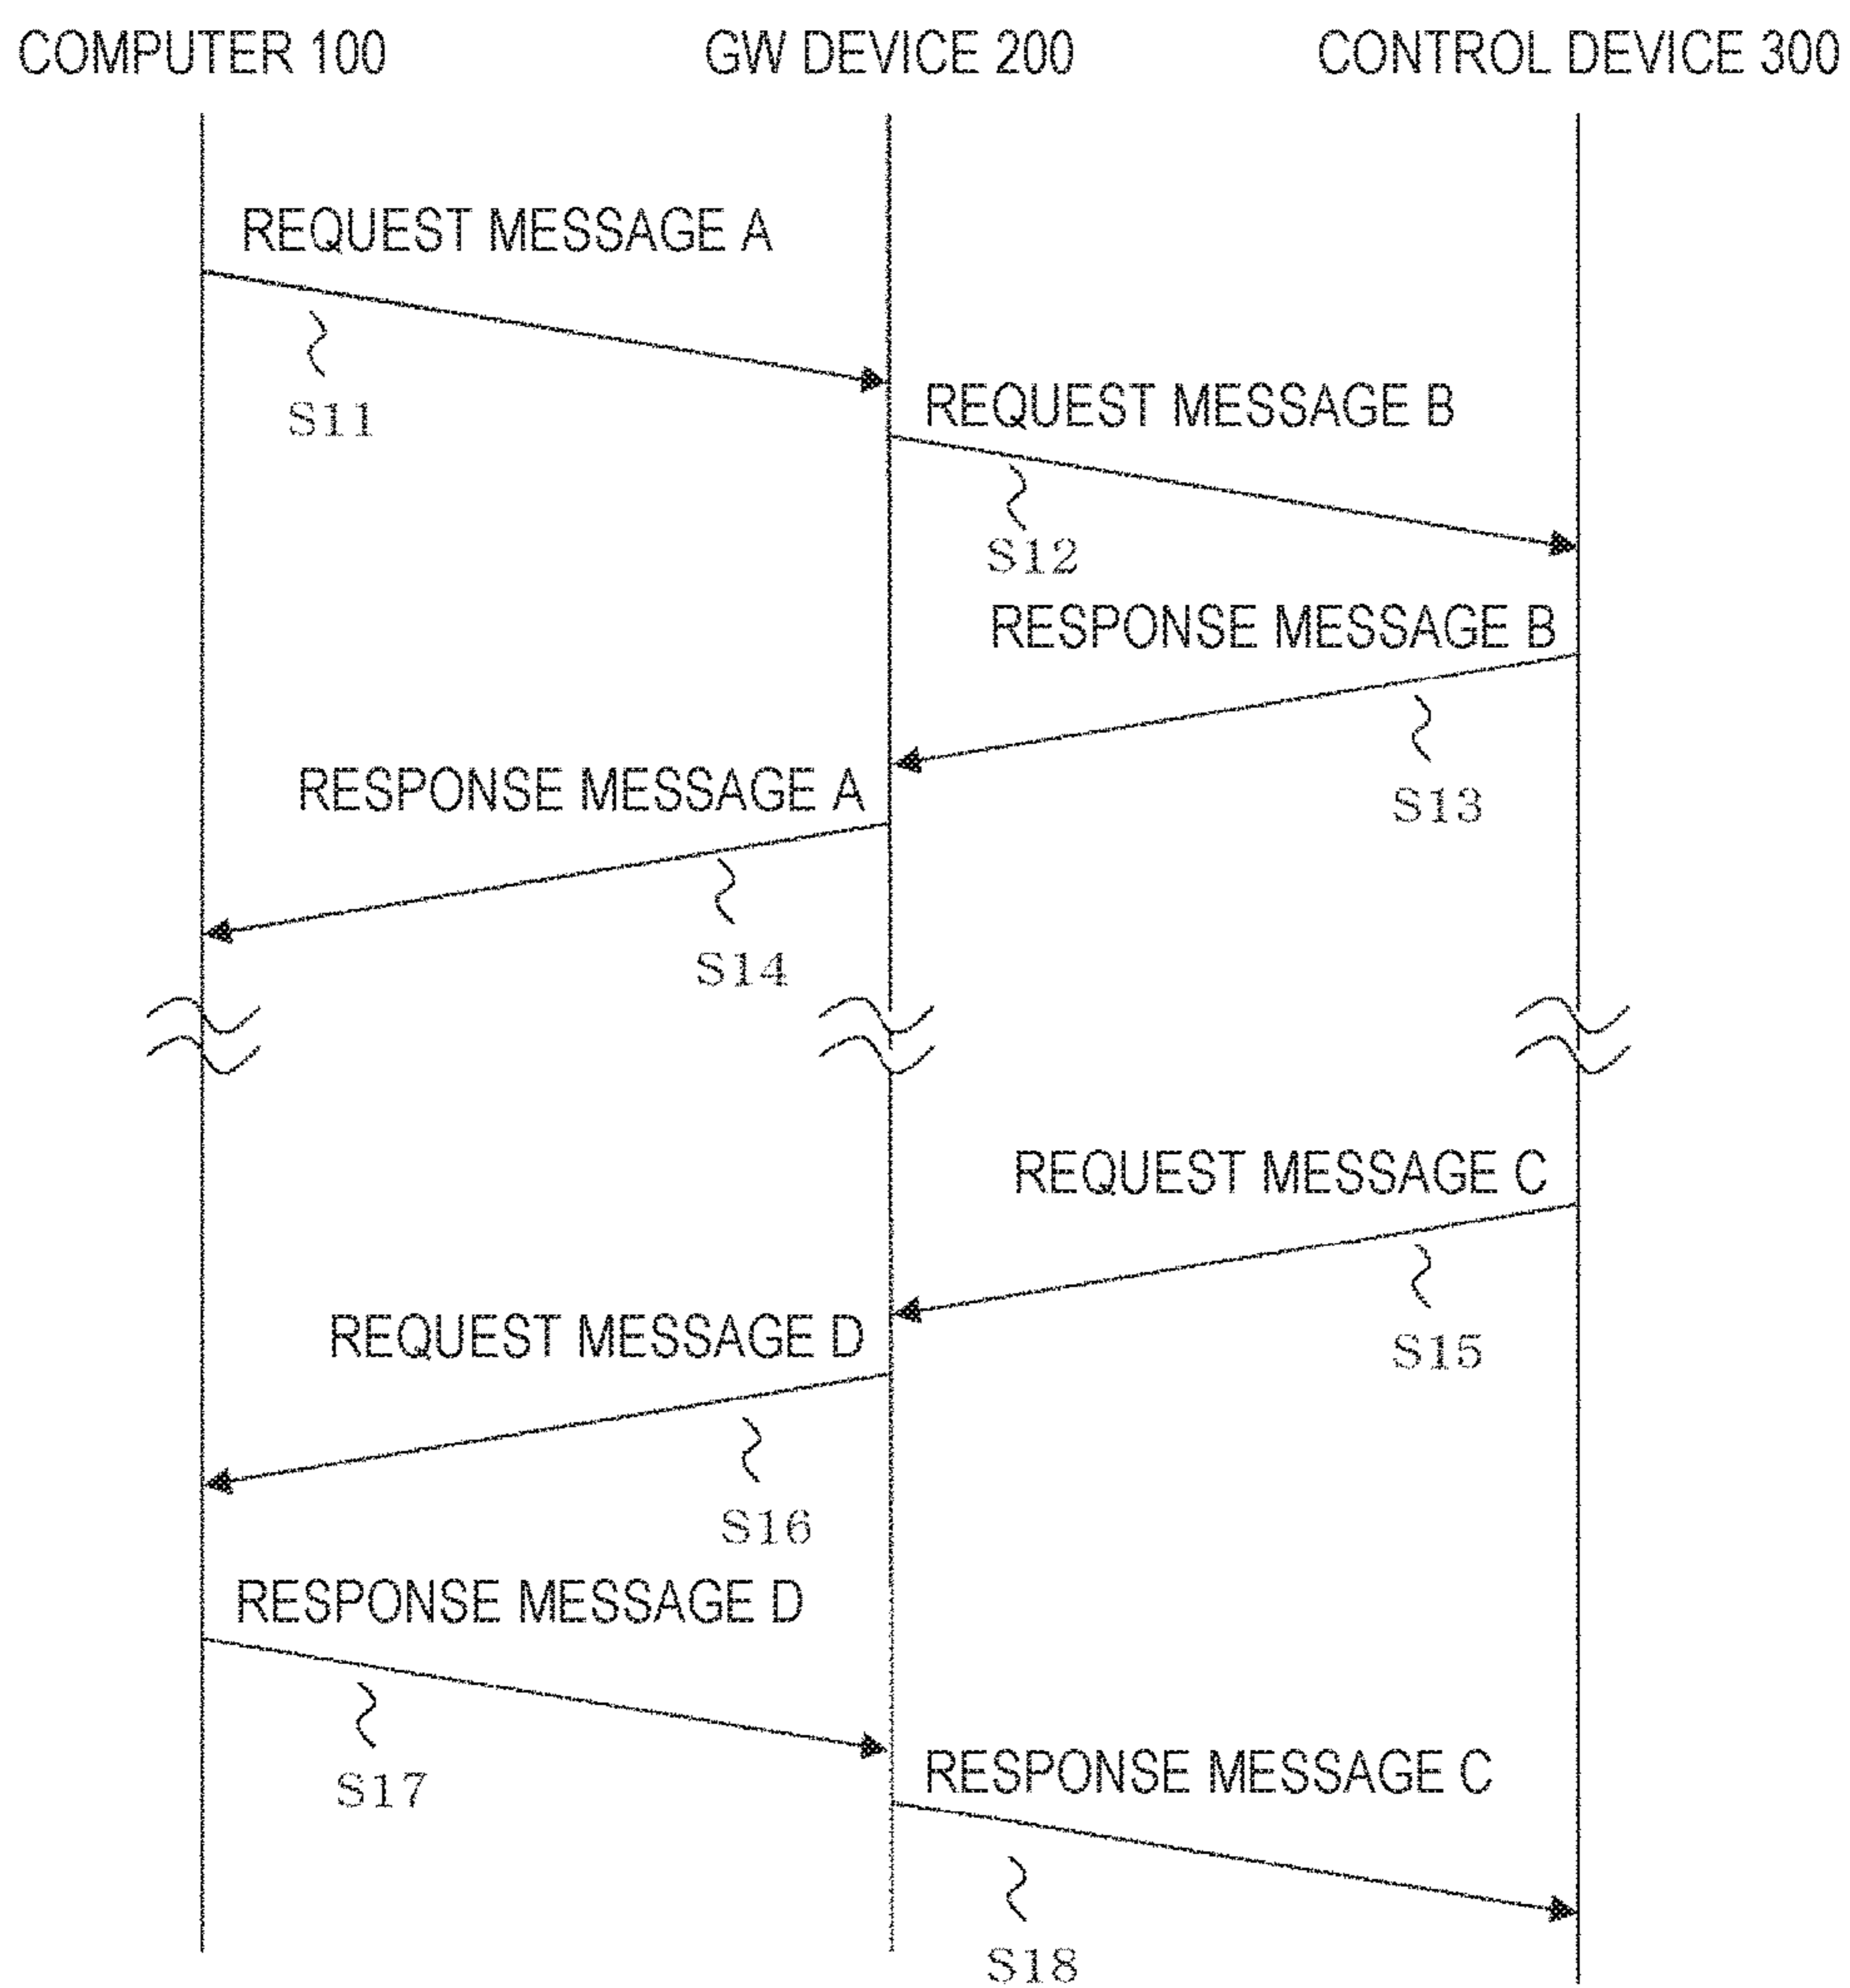 COMPUTER 100
GW DEVICE 200
CONTROL DEVICE 300
REQUEST MESSAGE A
S11
REQUEST MESSAGE B
S12
RESPONSE MESSAGE B
S13
RESPONSE MESSAGE A
S14
REQUEST MESSAGE C
S15
REQUEST MESSAGE D
S16
RESPONSE MESSAGE D
S17
RESPONSE MESSAGE C
S18